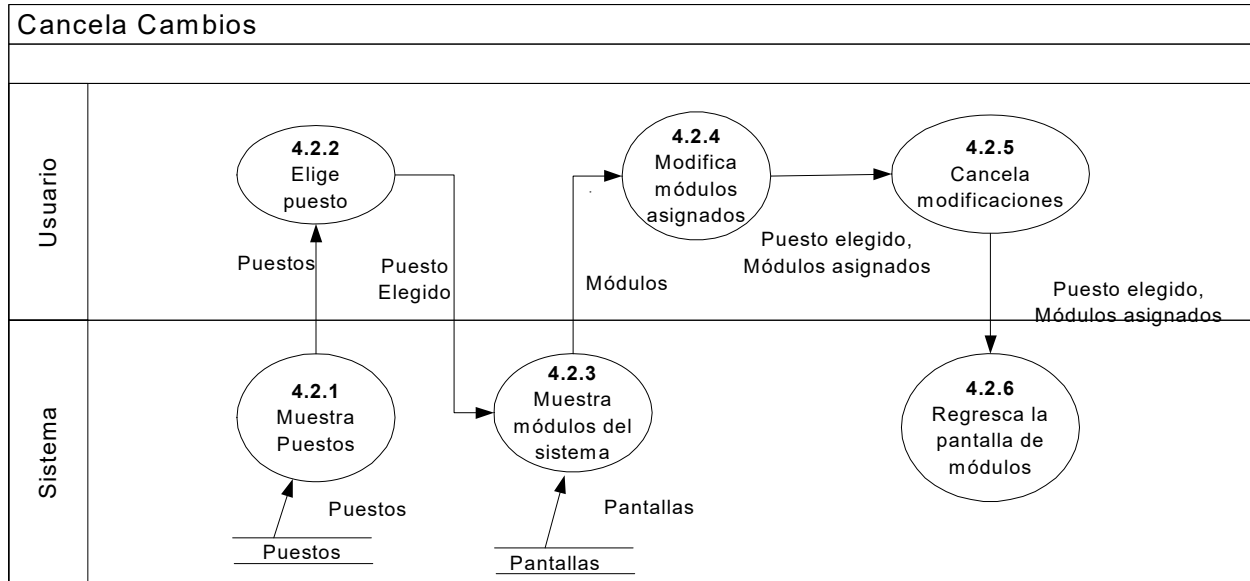 Cancela Cambios
Usuario
4.2.2
Elige
puesto
4.2.4
Modifica
módulos
asignados
4.2.5
Cancela
modificaciones
Puestos
Puesto
Elegido
Módulos
Puesto elegido,
Módulos asignados
Puesto elegido,
Módulos asignados
Sistema
4.2.1
Muestra
Puestos
4.2.3
Muestra
módulos del
sistema
4.2.6
Regresca la
pantalla de
módulos
Puestos
Pantallas
Puestos
Pantallas